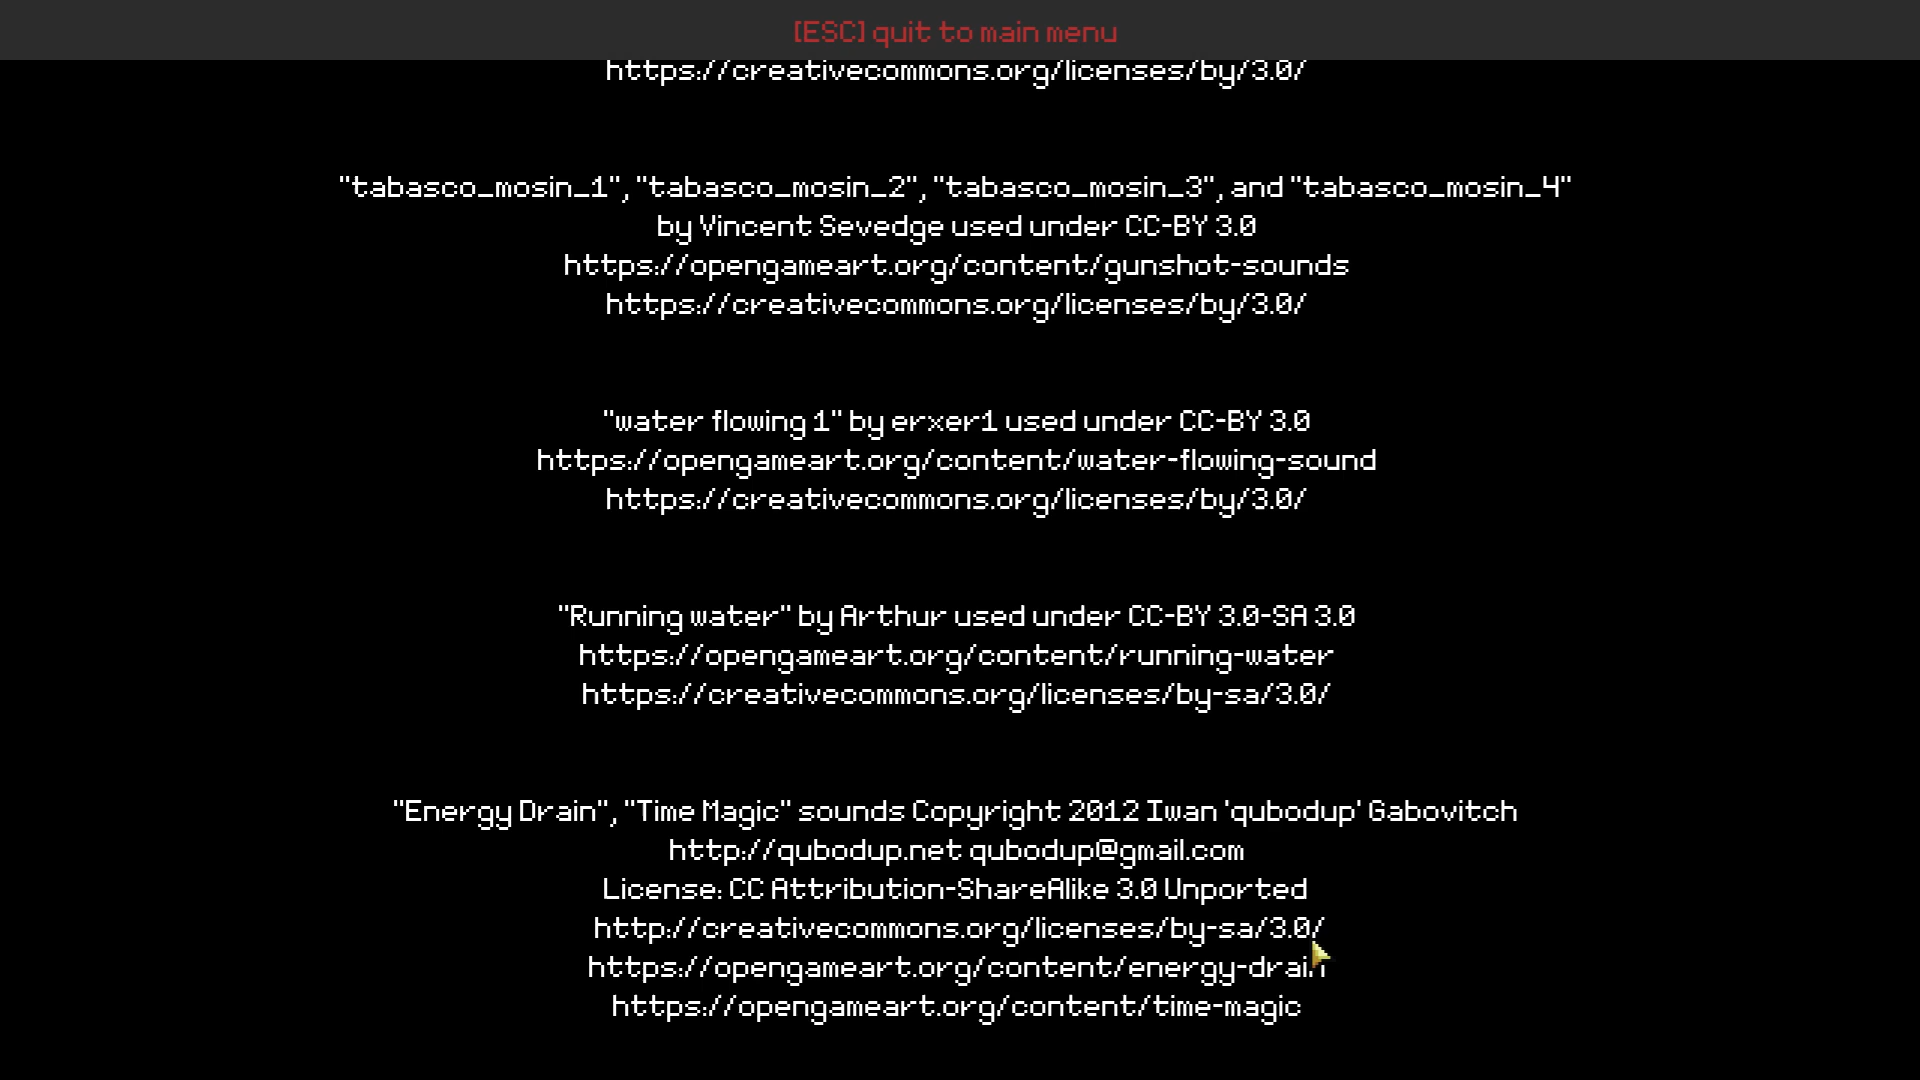 [ESC] quit to main menu
https://creativecommons.org/licenses/by/3.0/
"tabasco_mosin_1", "tabasco_mosin_2", "tabasco_mosin_3", and "tabasco_mosin_4"
by Vincent Sevedge used under CC-BY 3.0
https://opengameart.org/content/gunshot-sounds
https://creativecommons.org/licenses/by/3.0/
"water flowing 1" by erxer1 used under CC-BY 3.0
https://opengameart.org/content/water-flowing-sound
https://creativecommons.org/licenses/by/3.0/
"Running water" by Arthur used under CC-BY 3.0-SA 3.0
https://opengameart.org/content/running-water
https://creativecommons.org/licenses/by-sa/3.0/
"Energy Drain", "Time Magic" sounds Copyright 2012 Iwan 'qubodup' Gabovitch
http://qubodup.net qubodup@gmail.com
License: CC Attribution-ShareAlike 3.0 Unported
http://creativecommons.org/licenses/by-sa/3.0/
https://opengameart.org/content/energy-drain
https://opengameart.org/content/time-magic